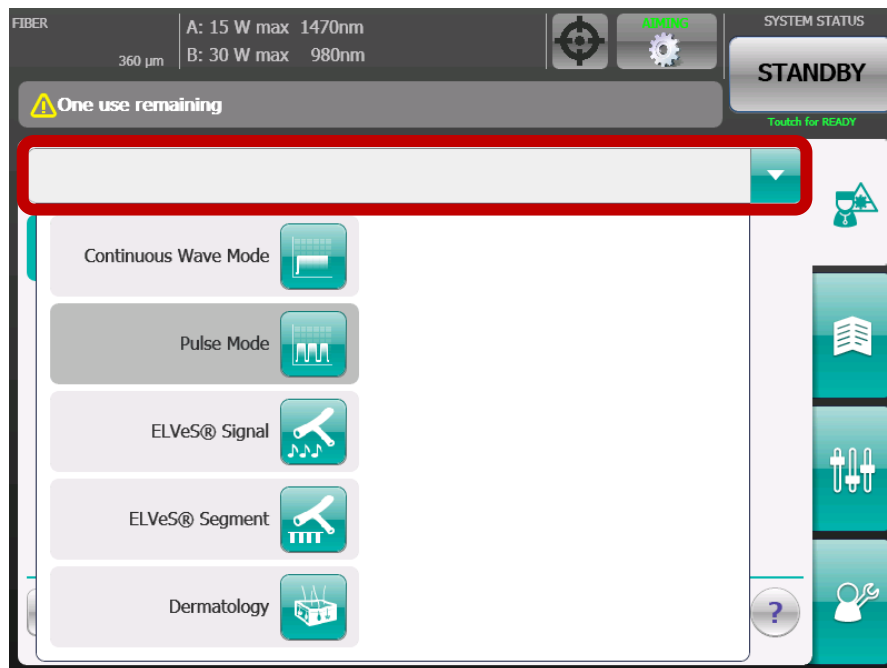 FIBER
360 µm
A: 15 W max 1470nm
B: 30 W max 980nm
AIMING
SYSTEM STATUS
STANDBY
Toutch for READY
One use remaining
Continuous Wave Mode
Pulse Mode
ELVeS® Signal
ELVeS® Segment
Dermatology
?